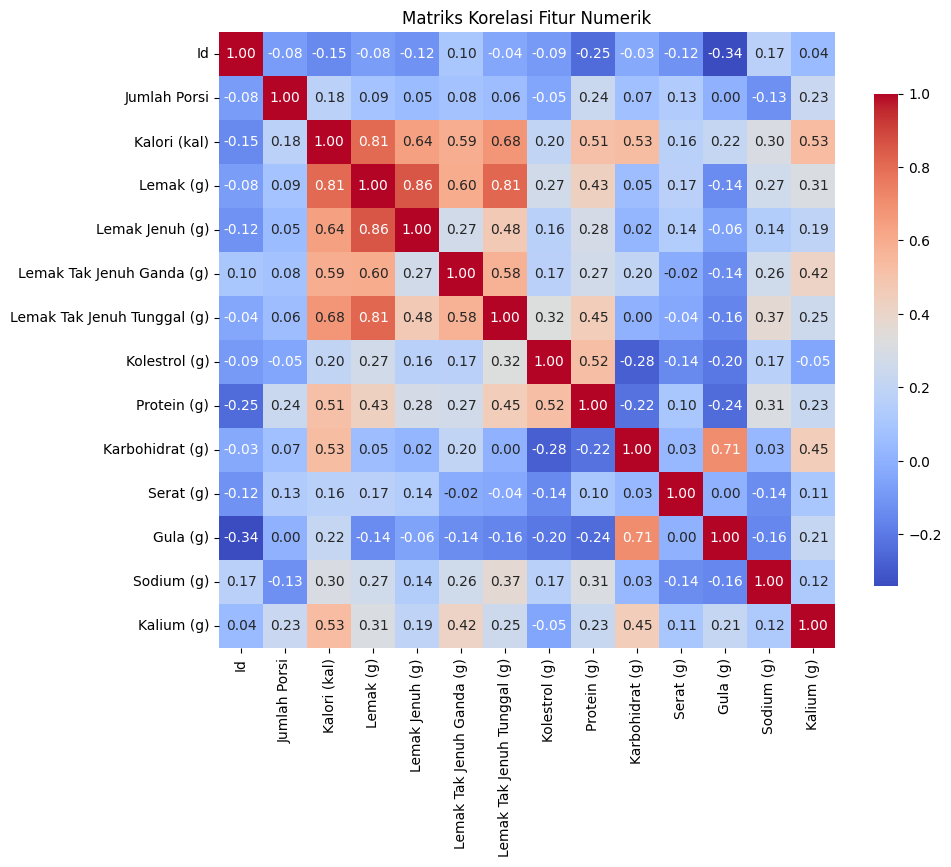 Matriks Korelasi Fitur Numerik
Id 1.00 -0.08 -0.15 -0.08 -0.12 0.10 -0.04 -0.09 -0.25 -0.03 -0.12 -0.34 0.17 0.04
Jumlah Porsi -0.08 1.00 0.18 0.09 0.05 0.08 0.06 -0.05 0.24 0.07 0.13 0.00 -0.13 0.23
Kalori (kal) -0.15 0.18 1.00 0.81 0.64 0.59 0.68 0.20 0.51 0.53 0.16 0.22 0.30 0.53
Lemak (g) -0.08 0.09 0.81 1.00 0.86 0.60 0.81 0.27 0.43 0.05 0.17 -0.14 0.27 0.31
Lemak Jenuh (g) -0.12 0.05 0.64 0.86 1.00 0.27 0.48 0.16 0.28 0.02 0.14 -0.06 0.14 0.19
Lemak Tak Jenuh Ganda (g) 0.10 0.08 0.59 0.60 0.27 1.00 0.58 0.17 0.27 0.20 -0.02 -0.14 0.26 0.42
Lemak Tak Jenuh Tunggal (g) -0.04 0.06 0.68 0.81 0.48 0.58 1.00 0.32 0.45 0.00 -0.04 -0.16 0.37 0.25
Kolestrol (g) -0.09 -0.05 0.20 0.27 0.16 0.17 0.32 1.00 0.52 -0.28 -0.14 -0.20 0.17 -0.05
Protein (g) -0.25 0.24 0.51 0.43 0.28 0.27 0.45 0.52 1.00 -0.22 0.10 -0.24 0.31 0.23
Karbohidrat (g) -0.03 0.07 0.53 0.05 0.02 0.20 0.00 -0.28 -0.22 1.00 0.03 0.71 0.03 0.45
Serat (g) -0.12 0.13 0.16 0.17 0.14 -0.02 -0.04 -0.14 0.10 0.03 1.00 0.00 -0.14 0.11
Gula (g) -0.34 0.00 0.22 -0.14 -0.06 -0.14 -0.16 -0.20 -0.24 0.71 0.00 1.00 -0.16 0.21
Sodium (g) 0.17 -0.13 0.30 0.27 0.14 0.26 0.37 0.17 0.31 0.03 -0.14 -0.16 1.00 0.12
Kalium (g) 0.04 0.23 0.53 0.31 0.19 0.42 0.25 -0.05 0.23 0.45 0.11 0.21 0.12 1.00
Id
Jumlah Porsi
Kalori (kal)
Lemak (g)
Lemak Jenuh (g)
Lemak Tak Jenuh Ganda (g)
Lemak Tak Jenuh Tunggal (g)
Kolestrol (g)
Protein (g)
Karbohidrat (g)
Serat (g)
Gula (g)
Sodium (g)
Kalium (g)
1.0
0.8
0.6
0.4
0.2
0.0
−0.2